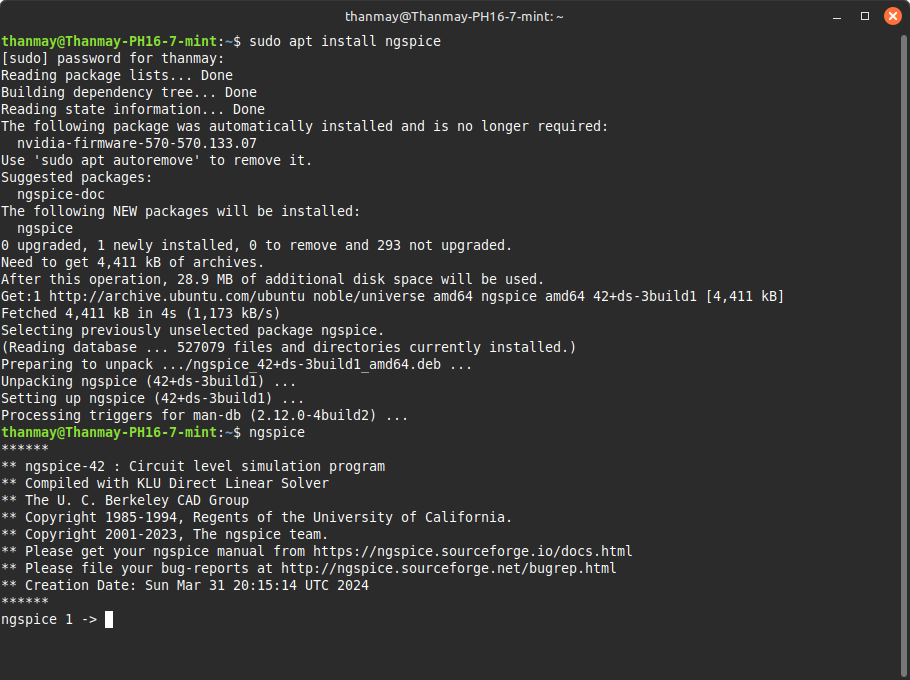 thanmay@Thanmay-PH16-7-mint:~
thanmay@Thanmay-PH16-7-mint:~$ sudo apt install ngspice
[sudo] password for thanmay:
Reading package lists... Done
Building dependency tree... Done
Reading state information... Done
The following package was automatically installed and is no longer required:
  nvidia-firmware-570-570.133.07
Use 'sudo apt autoremove' to remove it.
Suggested packages:
  ngspice-doc
The following NEW packages will be installed:
  ngspice
0 upgraded, 1 newly installed, 0 to remove and 293 not upgraded.
Need to get 4,411 kB of archives.
After this operation, 28.9 MB of additional disk space will be used.
Get:1 http://archive.ubuntu.com/ubuntu noble/universe amd64 ngspice amd64 42+ds-3build1 [4,411 kB]
Fetched 4,411 kB in 4s (1,173 kB/s)
Selecting previously unselected package ngspice.
(Reading database ... 527079 files and directories currently installed.)
Preparing to unpack .../ngspice_42+ds-3build1_amd64.deb ...
Unpacking ngspice (42+ds-3build1) ...
Setting up ngspice (42+ds-3build1) ...
Processing triggers for man-db (2.12.0-4build2) ...
thanmay@Thanmay-PH16-7-mint:~$ ngspice
******
** ngspice-42 : Circuit level simulation program
** Compiled with KLU Direct Linear Solver
** The U. C. Berkeley CAD Group
** Copyright 1985-1994, Regents of the University of California.
** Copyright 2001-2023, The ngspice team.
** Please get your ngspice manual from https://ngspice.sourceforge.io/docs.html
** Please file your bug-reports at http://ngspice.sourceforge.net/bugrep.html
** Creation Date: Sun Mar 31 20:15:14 UTC 2024
******
ngspice 1 ->